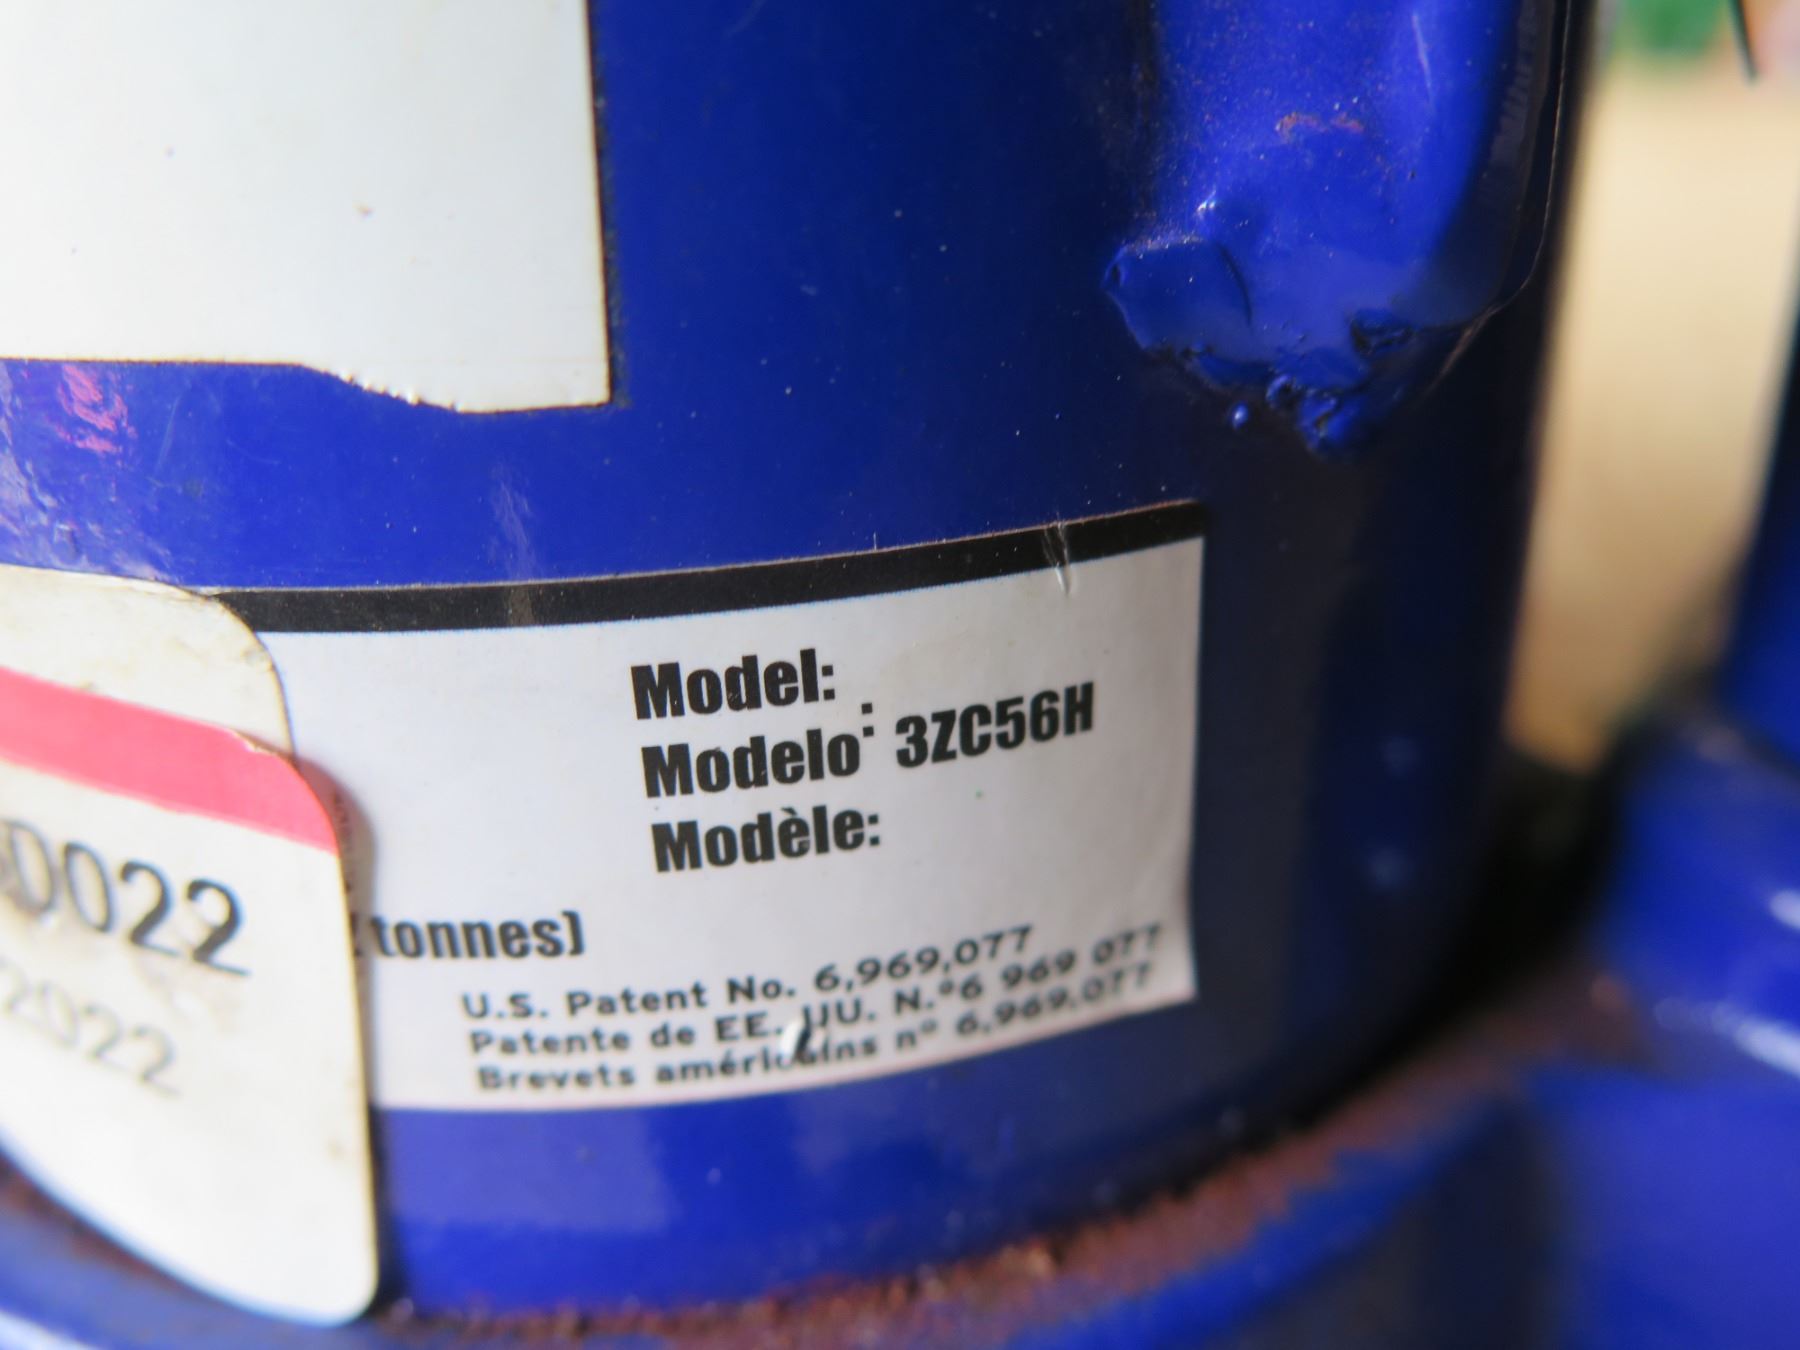 Model:
Modelo: 3ZC56H
Modèle:
tonnes)
U.S. Patent No. 6,969,077
Patente de EE. UU. N.º6 969 077
Brevets américains nº 6,969,077
0022
2022